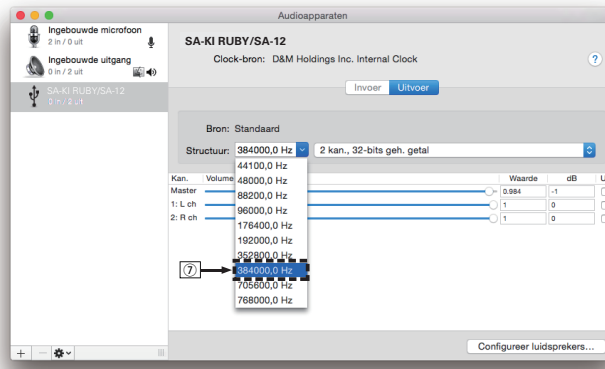 Audioapparaten
Ingebouwde microfoon
2 in / 0 uit
Ingebouwde uitgang
0 in / 2 uit
SA-KI RUBY/SA-12
0 in / 2 uit
SA-KI RUBY/SA-12
Clock-bron: D&M Holdings Inc. Internal Clock
?
Invoer Uitvoer
Bron: Standaard
Structuur: 384000,0 Hz 2 kan., 32-bits geh. getal
44100,0 Hz
48000,0 Hz
88200,0 Hz
96000,0 Hz
176400,0 Hz
192000,0 Hz
352800,0 Hz
⑦ 384000,0 Hz
705600,0 Hz
768000,0 Hz
Kan. Volume Waarde dB
Master 0.984 -1
1: L ch 1 0
2: R ch 1 0
Configureer luidsprekers...